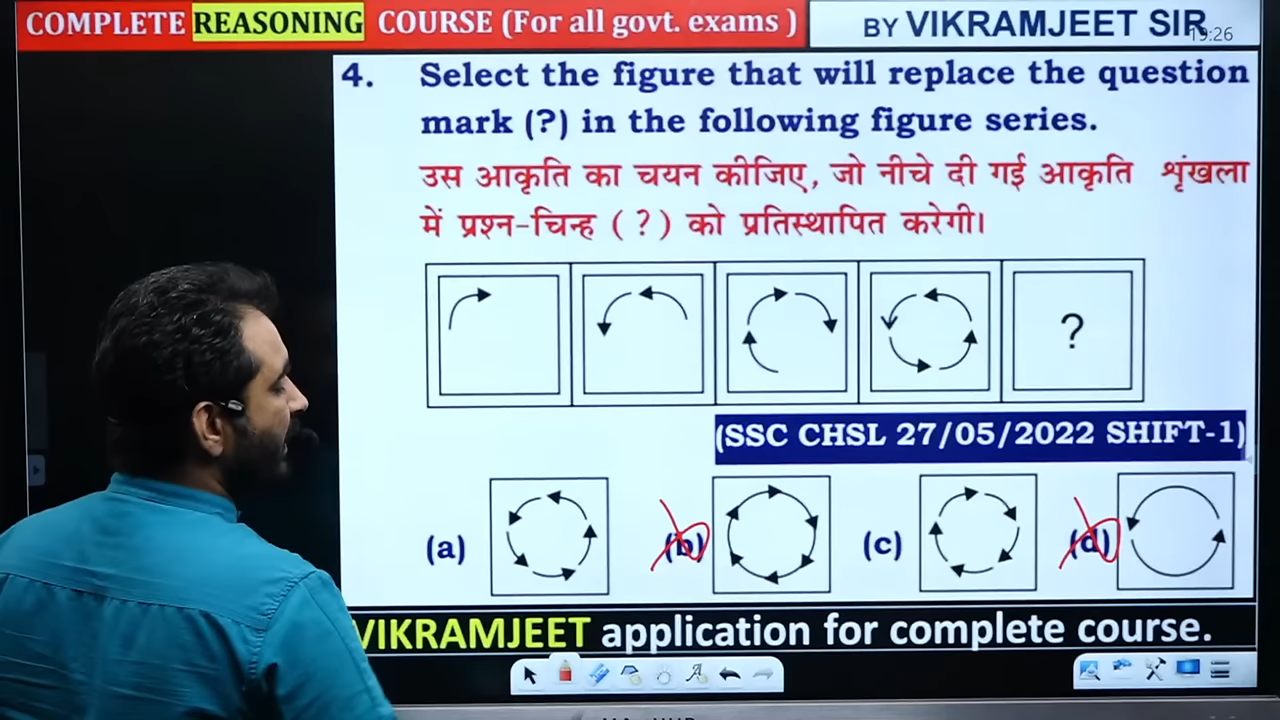 COMPLETE REASONING COURSE (For all govt. exams )
BY VIKRAMJEET SIR
19:26
4. Select the figure that will replace the question
mark (?) in the following figure series.
उस आकृति का चयन कीजिए, जो नीचे दी गई आकृति श्रृंखला
में प्रश्न-चिन्ह (?) को प्रतिस्थापित करेगी।
?
(SSC CHSL 27/05/2022 SHIFT-1)
(a) (b) (c) (d)
VIKRAMJEET application for complete course.